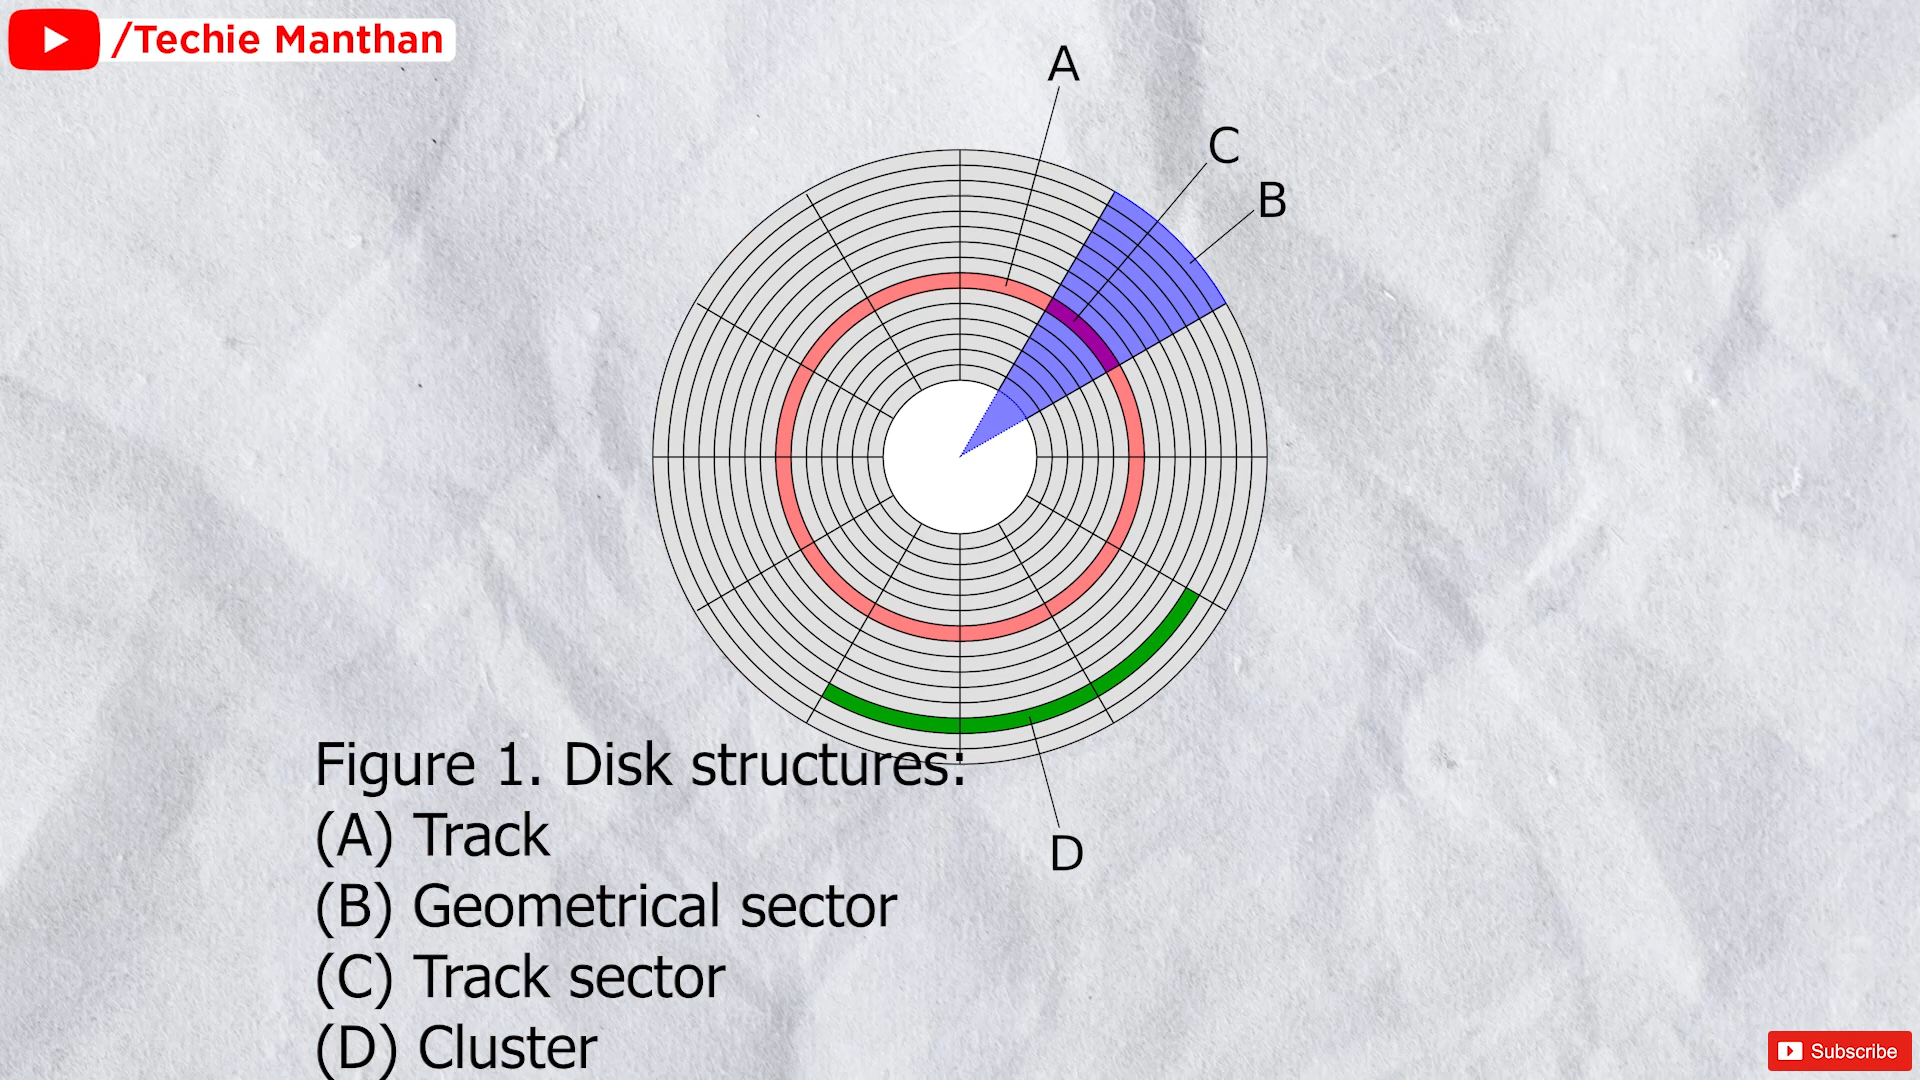 /Techie Manthan
A
C
B
D
Figure 1. Disk structures:
(A) Track
(B) Geometrical sector
(C) Track sector
(D) Cluster
Subscribe